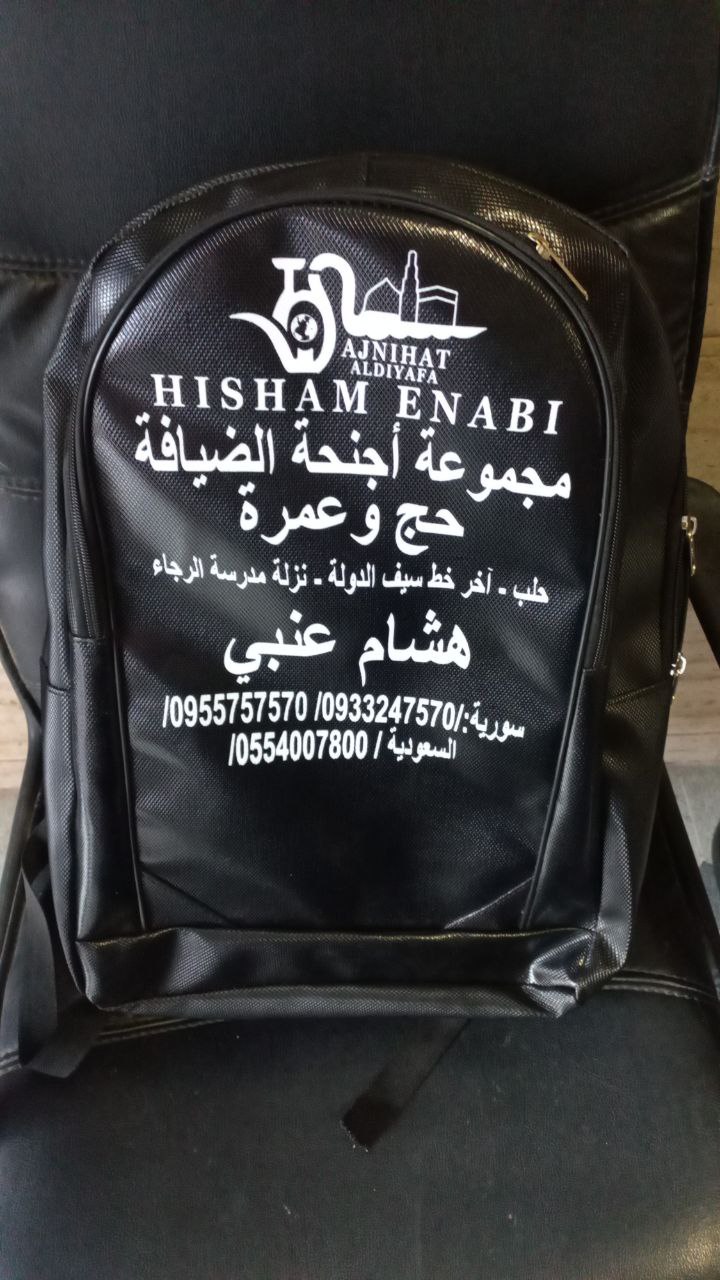 AJNIHAT
ALDIYAFA
HISHAM ENABI
مجموعة أجنحة الضيافة
حج وعمرة
حلب - آخر خط سيف الدولة - نزلة مدرسة الرجاء
هشام عنبي
سورية:/0933247570/ 0955757570/
السعودية / 0554007800/